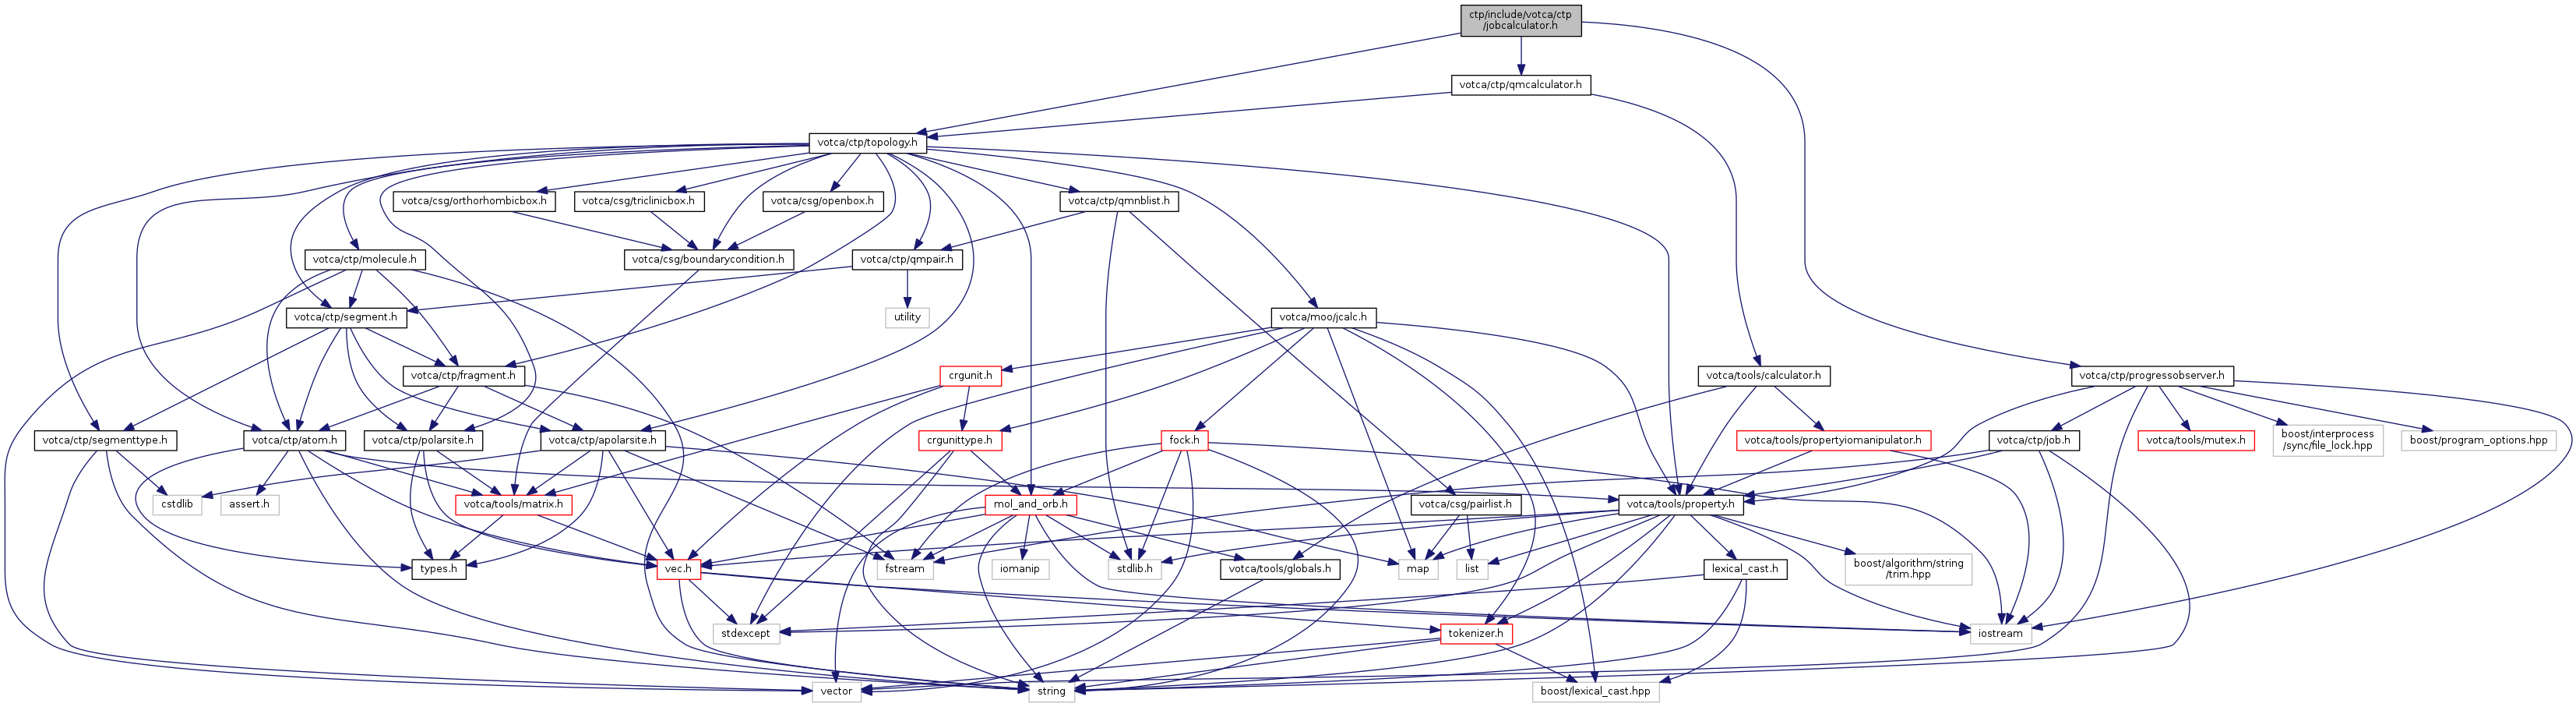 ctp/include/votca/ctp
/jobcalculator.h
votca/ctp/qmcalculator.h
votca/ctp/topology.h
votca/csg/orthorhombicbox.h
votca/csg/triclinicbox.h
votca/csg/openbox.h
votca/ctp/qmnblist.h
votca/ctp/molecule.h
votca/csg/boundarycondition.h
votca/ctp/qmpair.h
votca/ctp/segment.h
utility
votca/moo/jcalc.h
votca/ctp/fragment.h
crgunit.h
votca/tools/calculator.h
votca/ctp/progressobserver.h
votca/ctp/segmenttype.h
votca/ctp/atom.h
votca/ctp/polarsite.h
votca/ctp/apolarsite.h
crgunittype.h
fock.h
votca/tools/propertyiomanipulator.h
votca/ctp/job.h
votca/tools/mutex.h
boost/interprocess
/sync/file_lock.hpp
boost/program_options.hpp
cstdlib
assert.h
votca/tools/matrix.h
mol_and_orb.h
votca/csg/pairlist.h
votca/tools/property.h
types.h
vec.h
fstream
iomanip
stdlib.h
votca/tools/globals.h
map
list
lexical_cast.h
boost/algorithm/string
/trim.hpp
stdexcept
tokenizer.h
iostream
vector
string
boost/lexical_cast.hpp